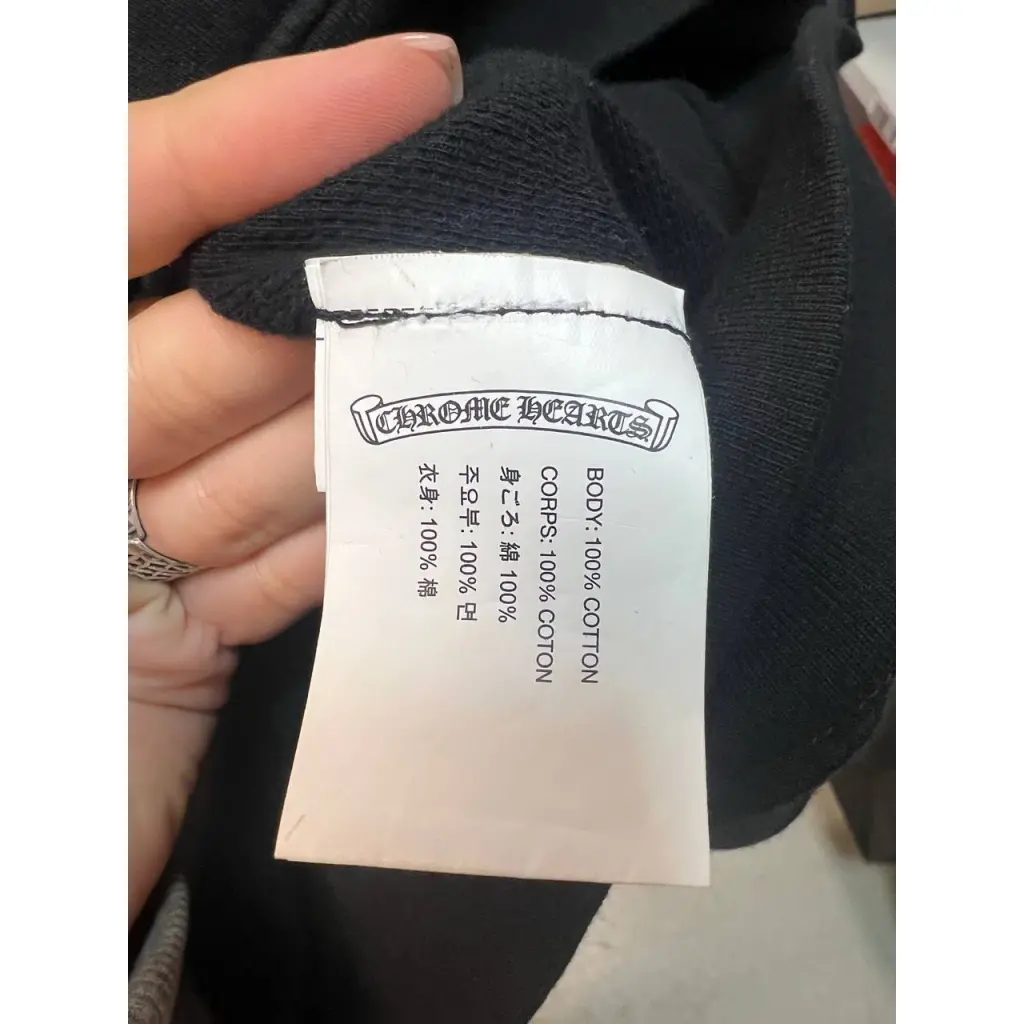 CHROME HEARTS
BODY: 100% COTTON
CORPS: 100% COTON
身ごろ: 綿 100%
주요부: 100% 면
衣身: 100% 棉